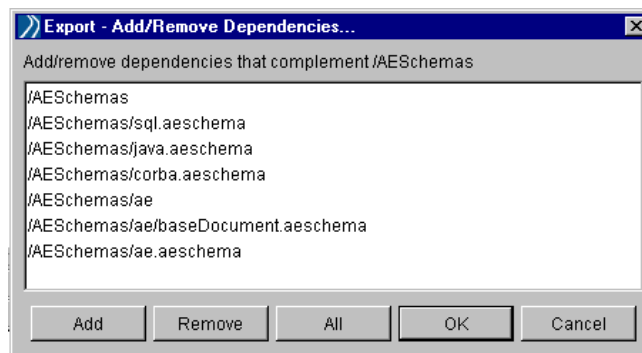 Export - Add/Remove Dependencies...
Add/remove dependencies that complement /AESchemas
/AESchemas
/AESchemas/sql.aeschema
/AESchemas/java.aeschema
/AESchemas/corba.aeschema
/AESchemas/ae
/AESchemas/ae/baseDocument.aeschema
/AESchemas/ae.aeschema
Add Remove All OK Cancel